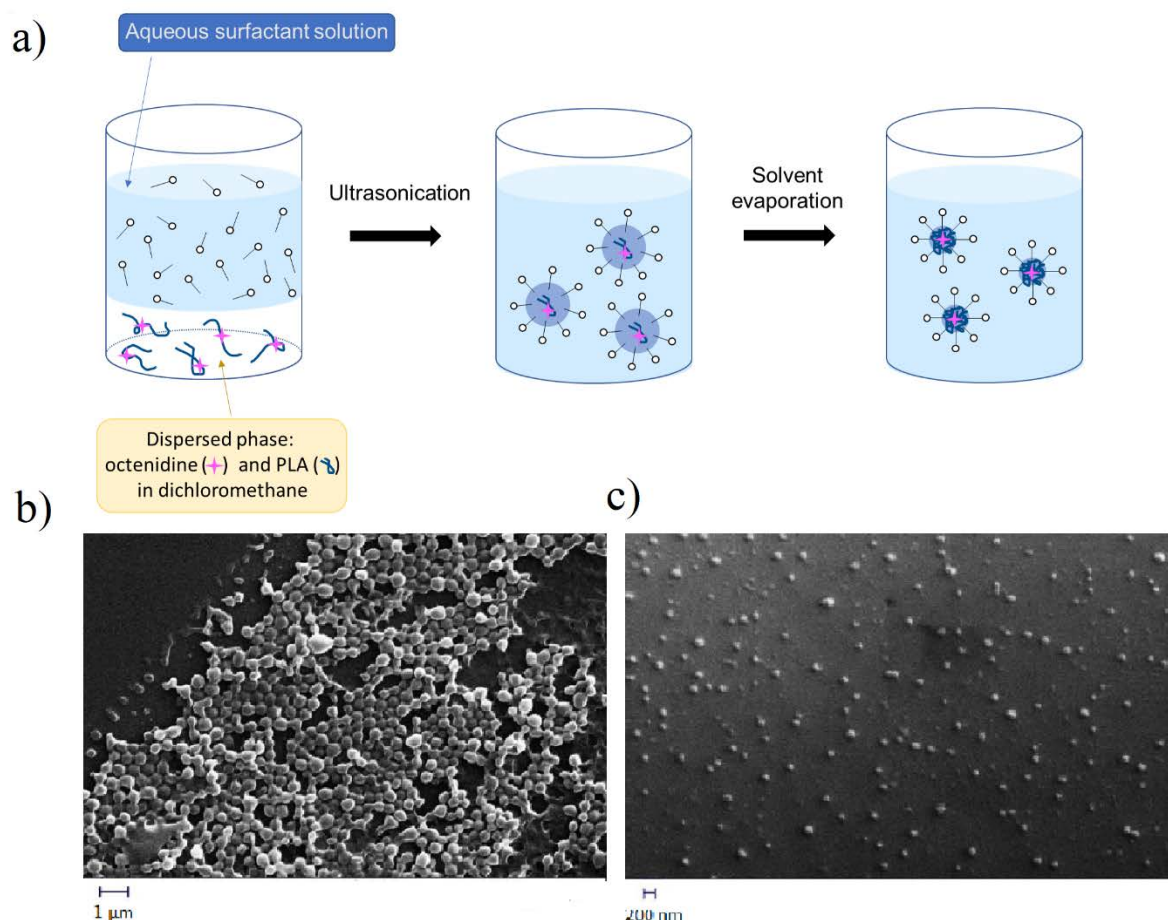 a)
Aqueous surfactant solution
Ultrasonication
Solvent
evaporation
Dispersed phase:
octenidine (✦) and PLA ( )
in dichloromethane
b)
c)
1 µm
200 nm